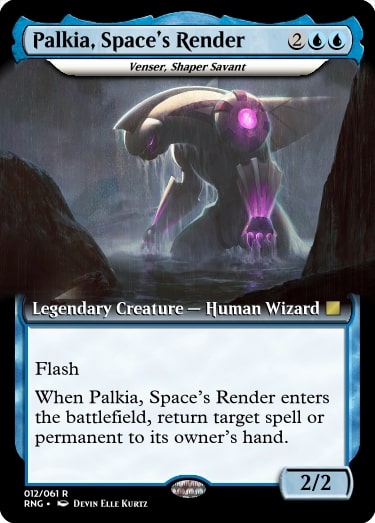 Palkia, Space's Render 2
Venser, Shaper Savant
Legendary Creature — Human Wizard
Flash
When Palkia, Space's Render enters
the battlefield, return target spell or
permanent to its owner's hand.
2/2
012/061 R
RNG • Devin Elle Kurtz